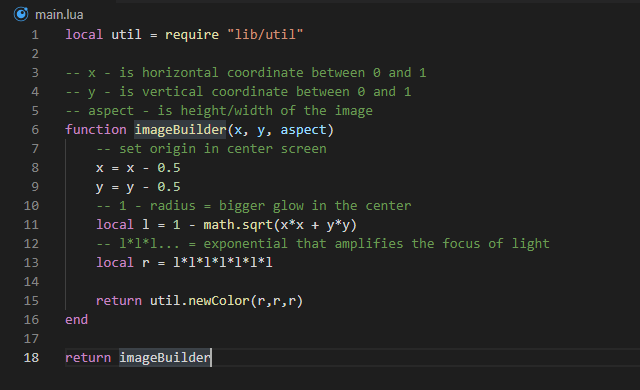 main.lua
1 local util = require "lib/util"
2
3 -- x - is horizontal coordinate between 0 and 1
4 -- y - is vertical coordinate between 0 and 1
5 -- aspect - is height/width of the image
6 function imageBuilder(x, y, aspect)
7     -- set origin in center screen
8     x = x - 0.5
9     y = y - 0.5
10     -- 1 - radius = bigger glow in the center
11     local l = 1 - math.sqrt(x*x + y*y)
12     -- l*l*l... = exponential that amplifies the focus of light
13     local r = l*l*l*l*l*l*l
14
15     return util.newColor(r,r,r)
16 end
17
18 return imageBuilder